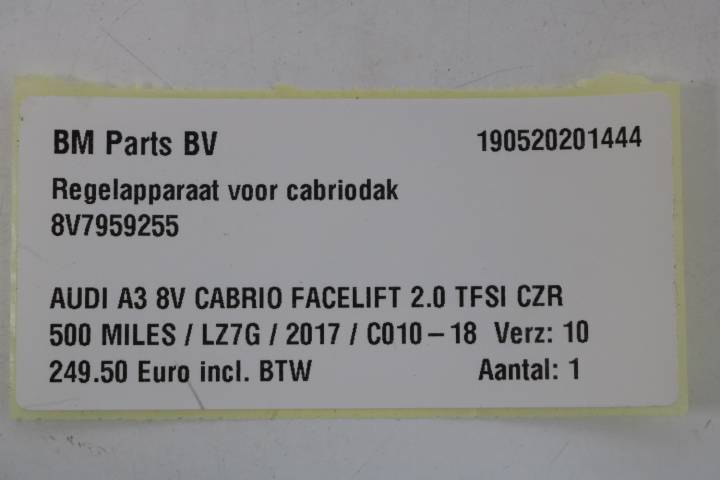 BM Parts BV 190520201444
Regelapparaat voor cabriodak
8V7959255
AUDI A3 8V CABRIO FACELIFT 2.0 TFSI CZR
500 MILES / LZ7G / 2017 / C010-18 Verz: 10
249.50 Euro incl. BTW Aantal: 1